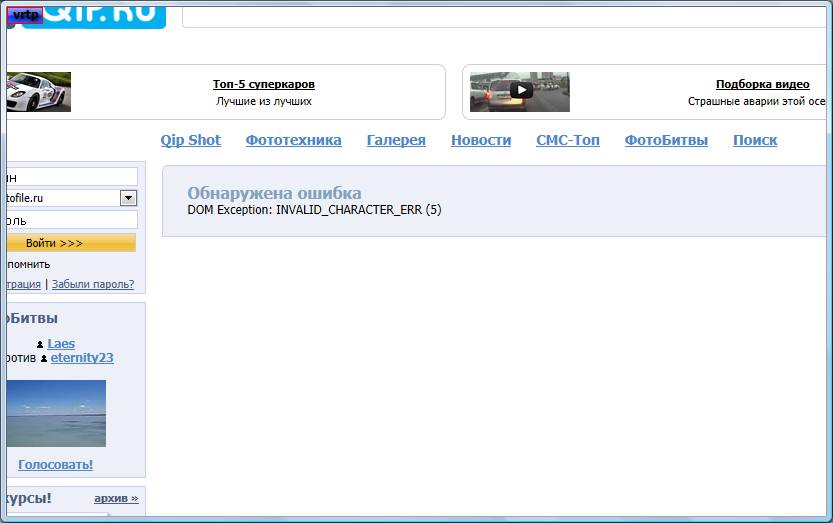 vrtp
QIP.RU
Топ-5 суперкаров
Лучшие из лучших
Подборка видео
Страшные аварии этой осе
Qip Shot Фототехника Галерея Новости СМС-Топ ФотоБитвы Поиск
ин
tofile.ru
оль
Войти >>>
помнить
трация | Забыли пароль?
Обнаружена ошибка
DOM Exception: INVALID_CHARACTER_ERR (5)
оБитвы
Laes
ротив eternity23
Голосовать!
курсы! архив »